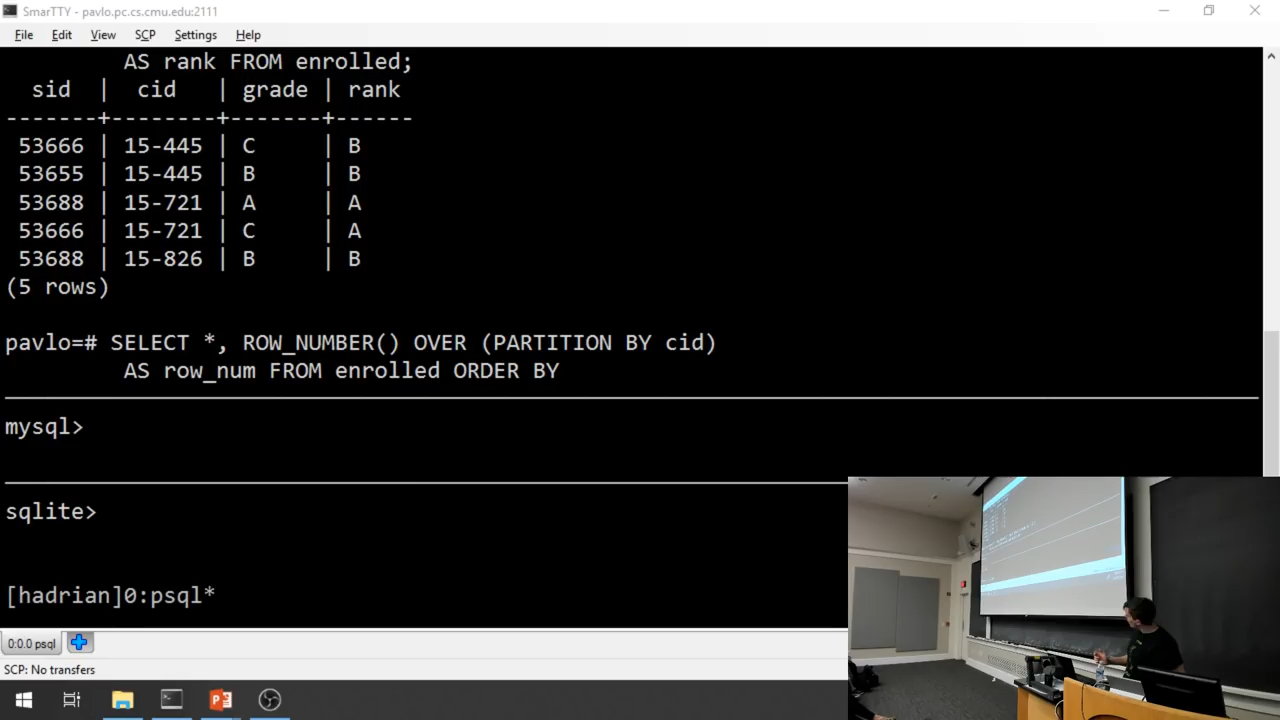 SmarTTY - pavlo.pc.cs.cmu.edu:2111
File Edit View SCP Settings Help
AS rank FROM enrolled;
sid | cid | grade | rank
-------+--------+-------+------
53666 | 15-445 | C | B
53655 | 15-445 | B | B
53688 | 15-721 | A | A
53666 | 15-721 | C | A
53688 | 15-826 | B | B
(5 rows)
pavlo=# SELECT *, ROW_NUMBER() OVER (PARTITION BY cid)
AS row_num FROM enrolled ORDER BY
mysql>
sqlite>
[hadrian]0:psql*
0:0.0 psql
SCP: No transfers